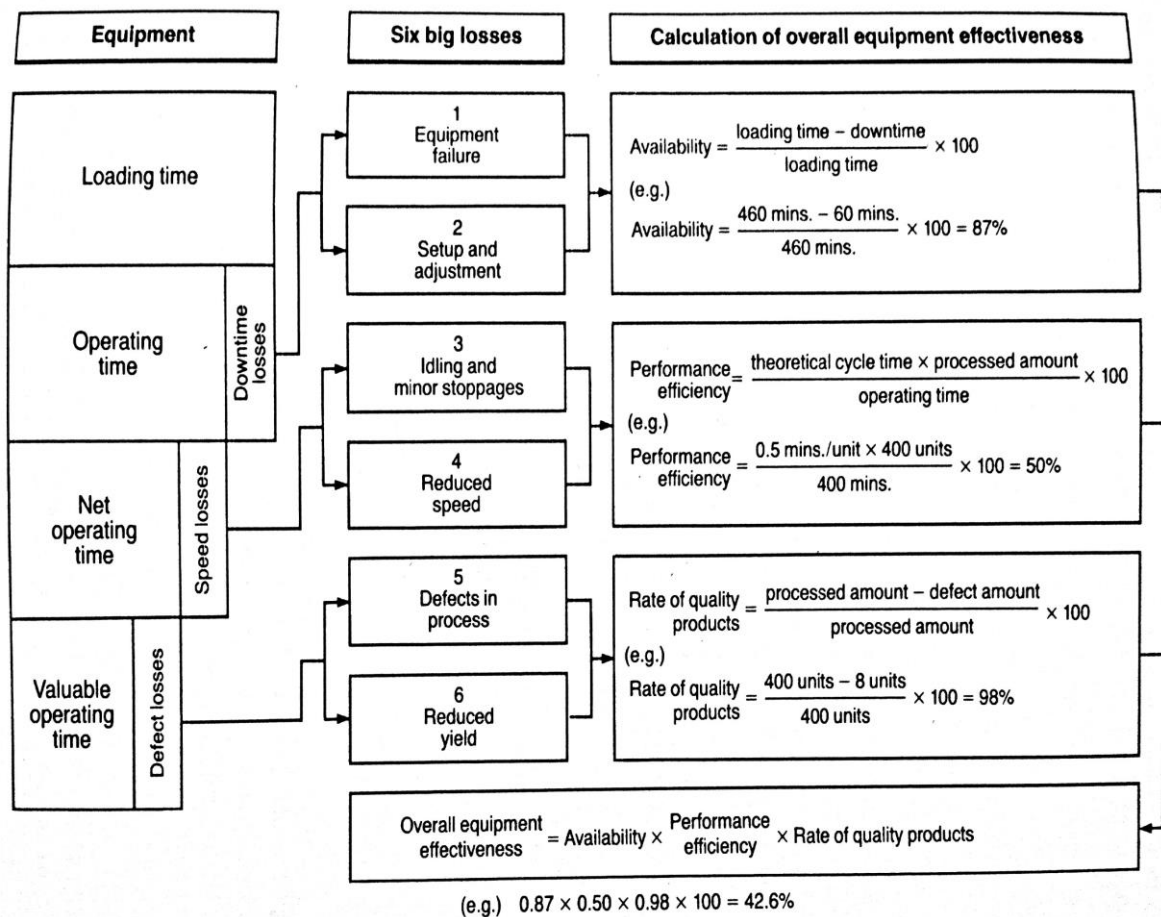 Equipment
Six big losses
Calculation of overall equipment effectiveness
Loading time
Operating
time
Downtime
losses
Net
operating
time
Speed losses
Valuable
operating
time
Defect losses
1
Equipment
failure
2
Setup and
adjustment
3
Idling and
minor stoppages
4
Reduced
speed
5
Defects in
process
6
Reduced
yield
Availability = loading time – downtime / loading time × 100
(e.g.)
Availability = 460 mins. – 60 mins. / 460 mins. × 100 = 87%
Performance efficiency = theoretical cycle time × processed amount / operating time × 100
(e.g.)
Performance efficiency = 0.5 mins./unit × 400 units / 400 mins. × 100 = 50%
Rate of quality products = processed amount – defect amount / processed amount × 100
(e.g.)
Rate of quality products = 400 units – 8 units / 400 units × 100 = 98%
Overall equipment effectiveness = Availability × Performance efficiency × Rate of quality products
(e.g.) 0.87 × 0.50 × 0.98 × 100 = 42.6%